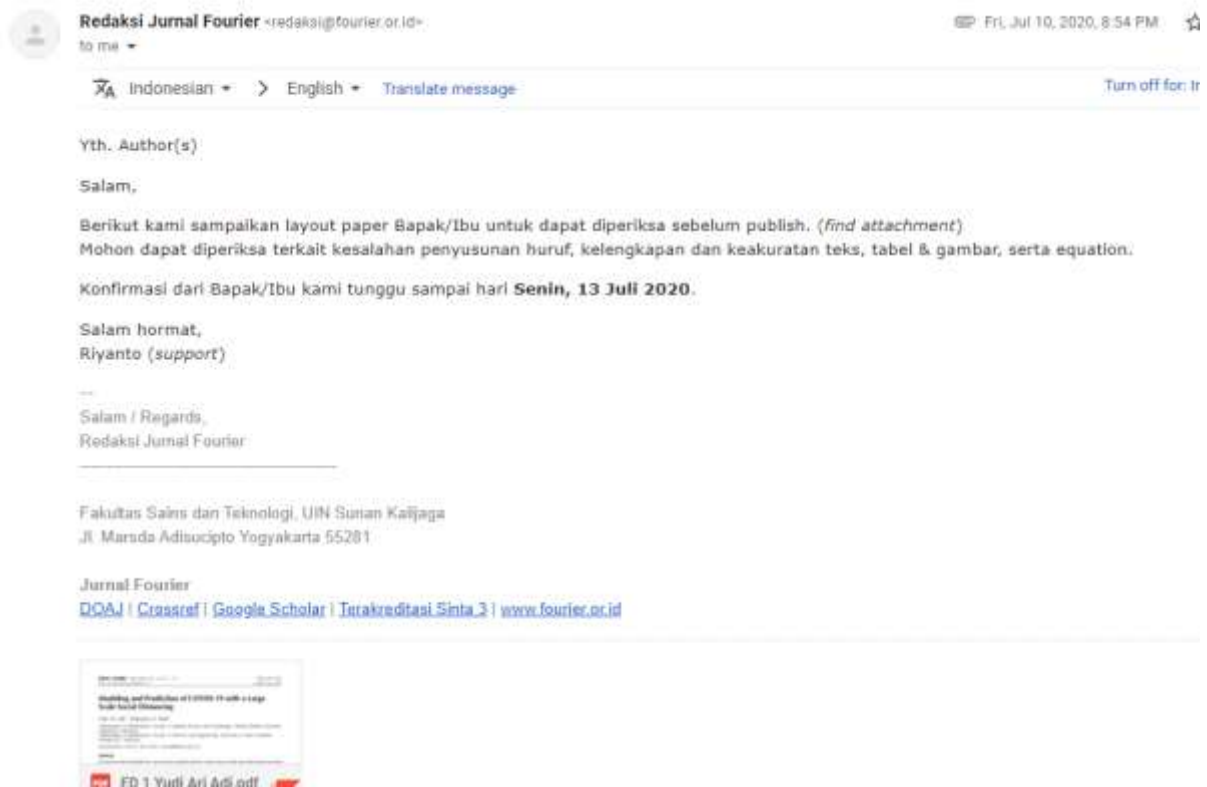 Redaksi Jurnal Fourier <redaksi@fourier.or.id>
Fri, Jul 10, 2020, 8:54 PM
to me
Indonesian > English Translate message
Turn off for: Ir
Yth. Author(s)
Salam,
Berikut kami sampaikan layout paper Bapak/Ibu untuk dapat diperiksa sebelum publish. (find attachment)
Mohon dapat diperiksa terkait kesalahan penyusunan huruf, kelengkapan dan keakuratan teks, tabel & gambar, serta equation.
Konfirmasi dari Bapak/Ibu kami tunggu sampai hari Senin, 13 Juli 2020.
Salam hormat,
Riyanto (support)
--
Salam / Regards,
Redaksi Jurnal Fourier
Fakultas Sains dan Teknologi, UIN Sunan Kalijaga
Jl. Marsda Adisucipto Yogyakarta 55281
Jurnal Fourier
DOAJ | Crossref | Google Scholar | Terakreditasi Sinta 3 | www.fourier.or.id
Modeling and Prediction of COVID-19 with a Large
Scale Social Distancing
PDF
FD 1 Yudi Ari Adi.pdf